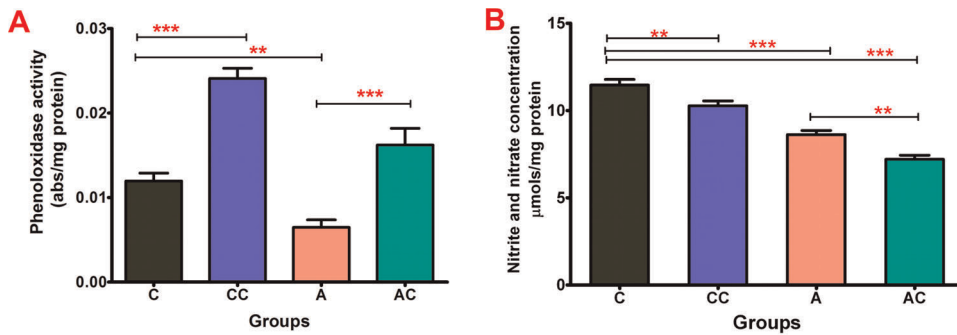 A
Phenoloxidase activity
(abs/mg protein)
0.03
0.02
0.01
0.00
***
**
***
C CC A AC
Groups
B
Nitrite and nitrate concentration
μmols/mg protein
15
10
5
0
**
***
***
**
C CC A AC
Groups